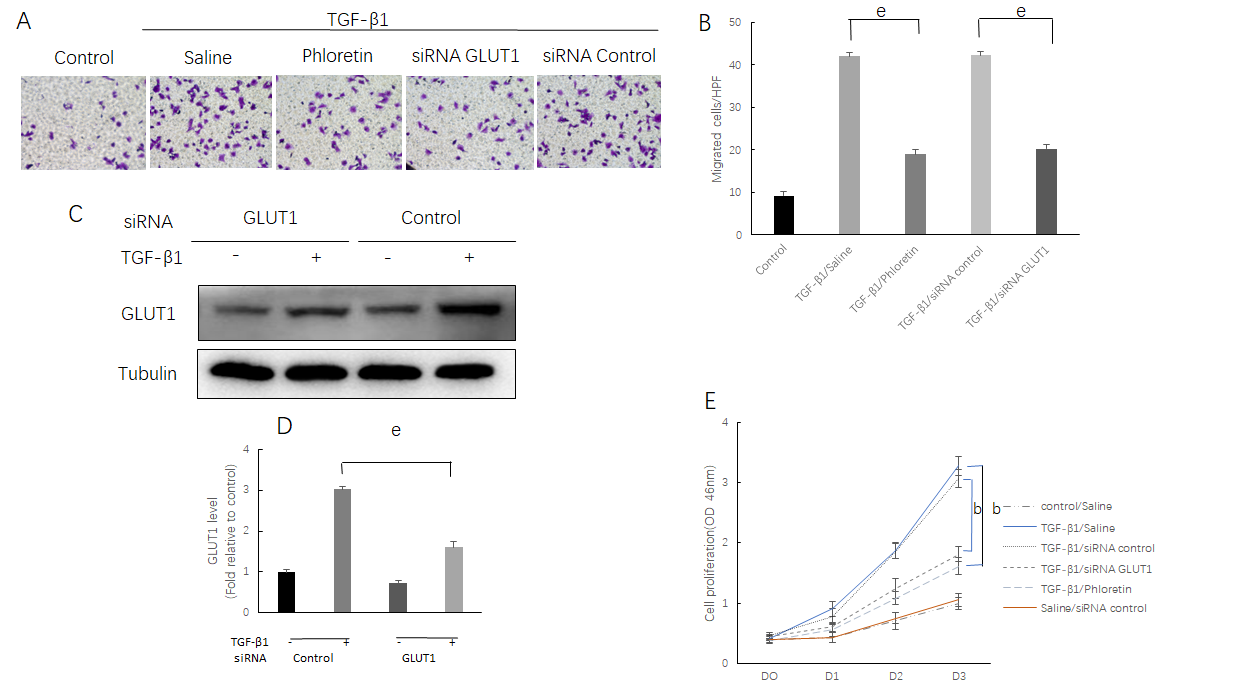 A
TGF-β1
Control
Saline
Phloretin
siRNA GLUT1
siRNA Control
B
e
e
Migrated cells/HPF
50
40
30
20
10
0
Control
TGF-β1/Saline
TGF-β1/Phloretin
TGF-β1/siRNA control
TGF-β1/siRNA GLUT1
C
siRNA
GLUT1
Control
TGF-β1
-
+
-
+
GLUT1
Tubulin
D
e
GLUT1 level
(Fold relative to control)
4
3
2
1
0
TGF-β1
-
+
-
+
siRNA
Control
GLUT1
E
Cell proliferation(OD 46nm)
4
3
2
1
0
D0
D1
D2
D3
b
b
control/Saline
TGF-β1/Saline
TGF-β1/siRNA control
TGF-β1/siRNA GLUT1
TGF-β1/Phloretin
Saline/siRNA control